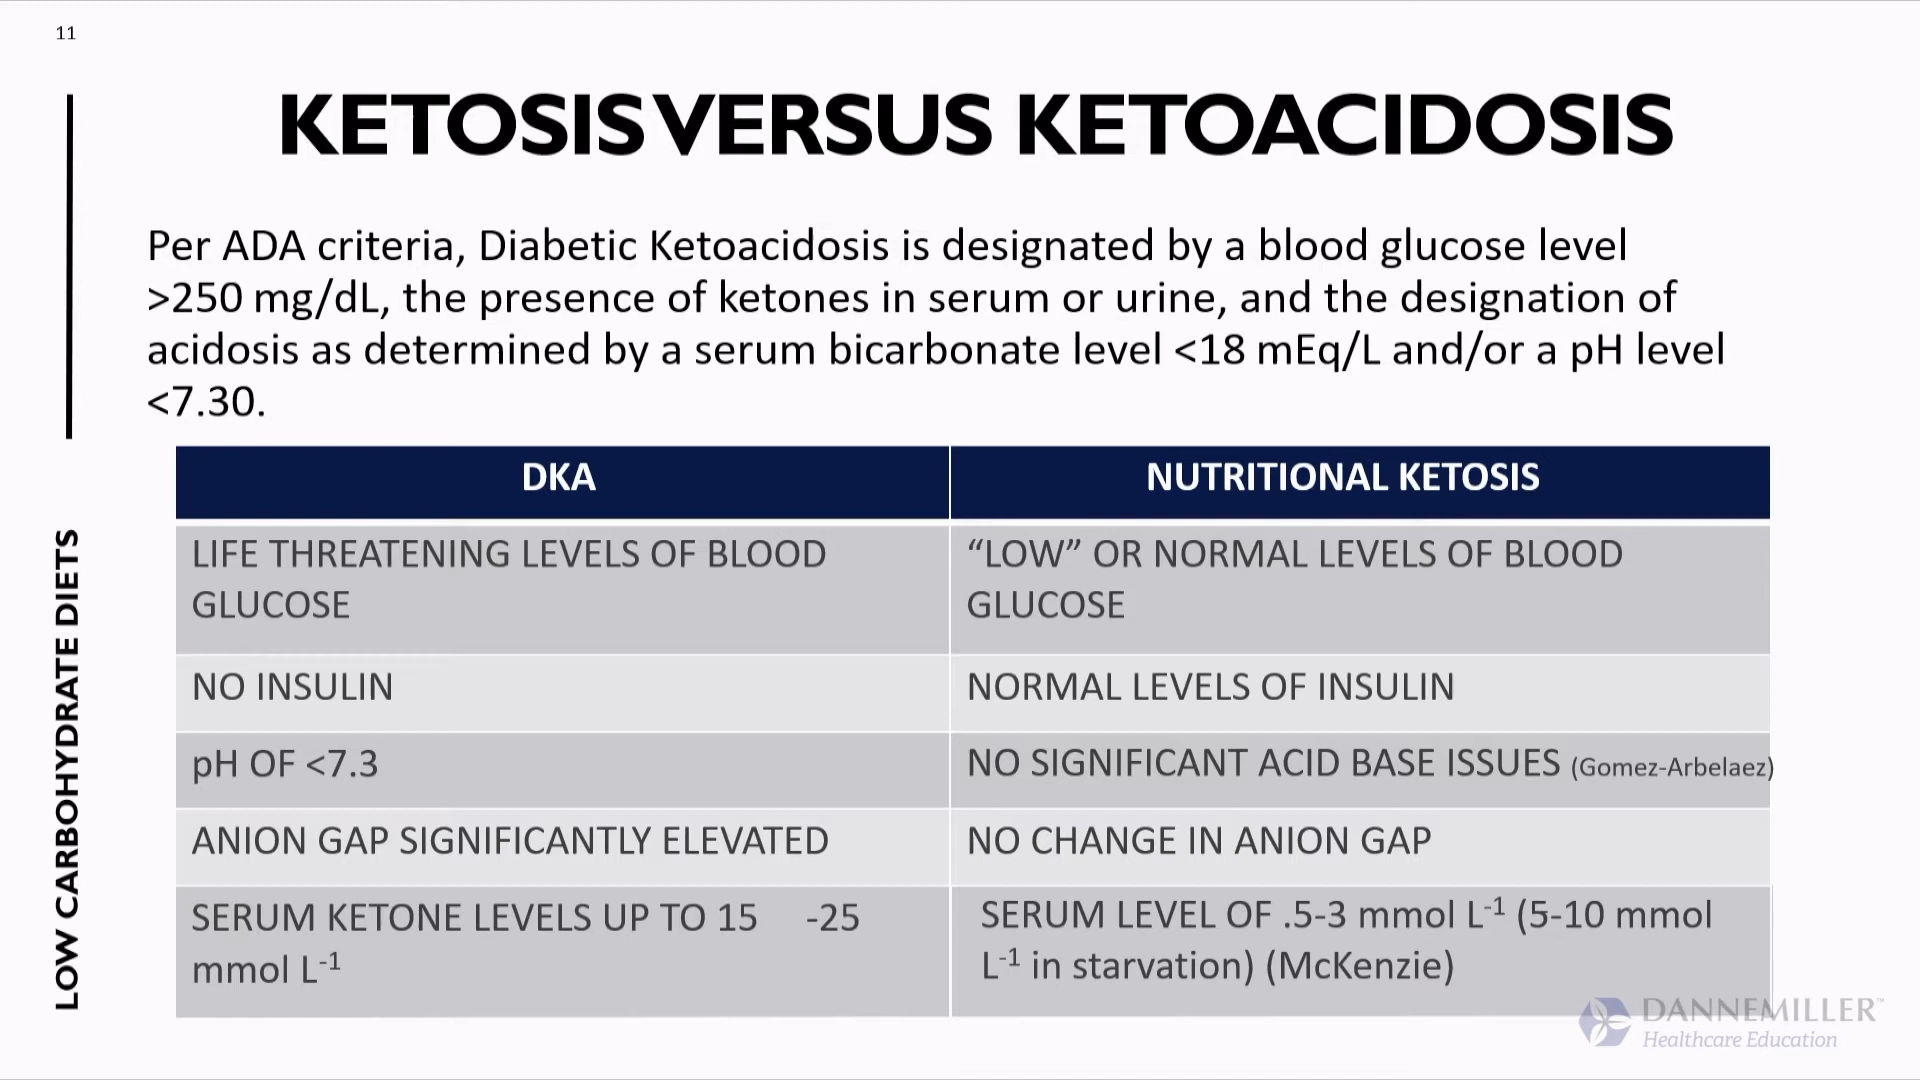 11
KETOSIS VERSUS KETOACIDOSIS
Per ADA criteria, Diabetic Ketoacidosis is designated by a blood glucose level
>250 mg/dL, the presence of ketones in serum or urine, and the designation of
acidosis as determined by a serum bicarbonate level <18 mEq/L and/or a pH level
<7.30.
LOW CARBOHYDRATE DIETS
DKA
NUTRITIONAL KETOSIS
LIFE THREATENING LEVELS OF BLOOD
GLUCOSE
“LOW” OR NORMAL LEVELS OF BLOOD
GLUCOSE
NO INSULIN
NORMAL LEVELS OF INSULIN
pH OF <7.3
NO SIGNIFICANT ACID BASE ISSUES (Gomez-Arbelaez)
ANION GAP SIGNIFICANTLY ELEVATED
NO CHANGE IN ANION GAP
SERUM KETONE LEVELS UP TO 15 -25
mmol L⁻¹
SERUM LEVEL OF .5-3 mmol L⁻¹ (5-10 mmol
L⁻¹ in starvation) (McKenzie)
DANNEMILLER™
Healthcare Education